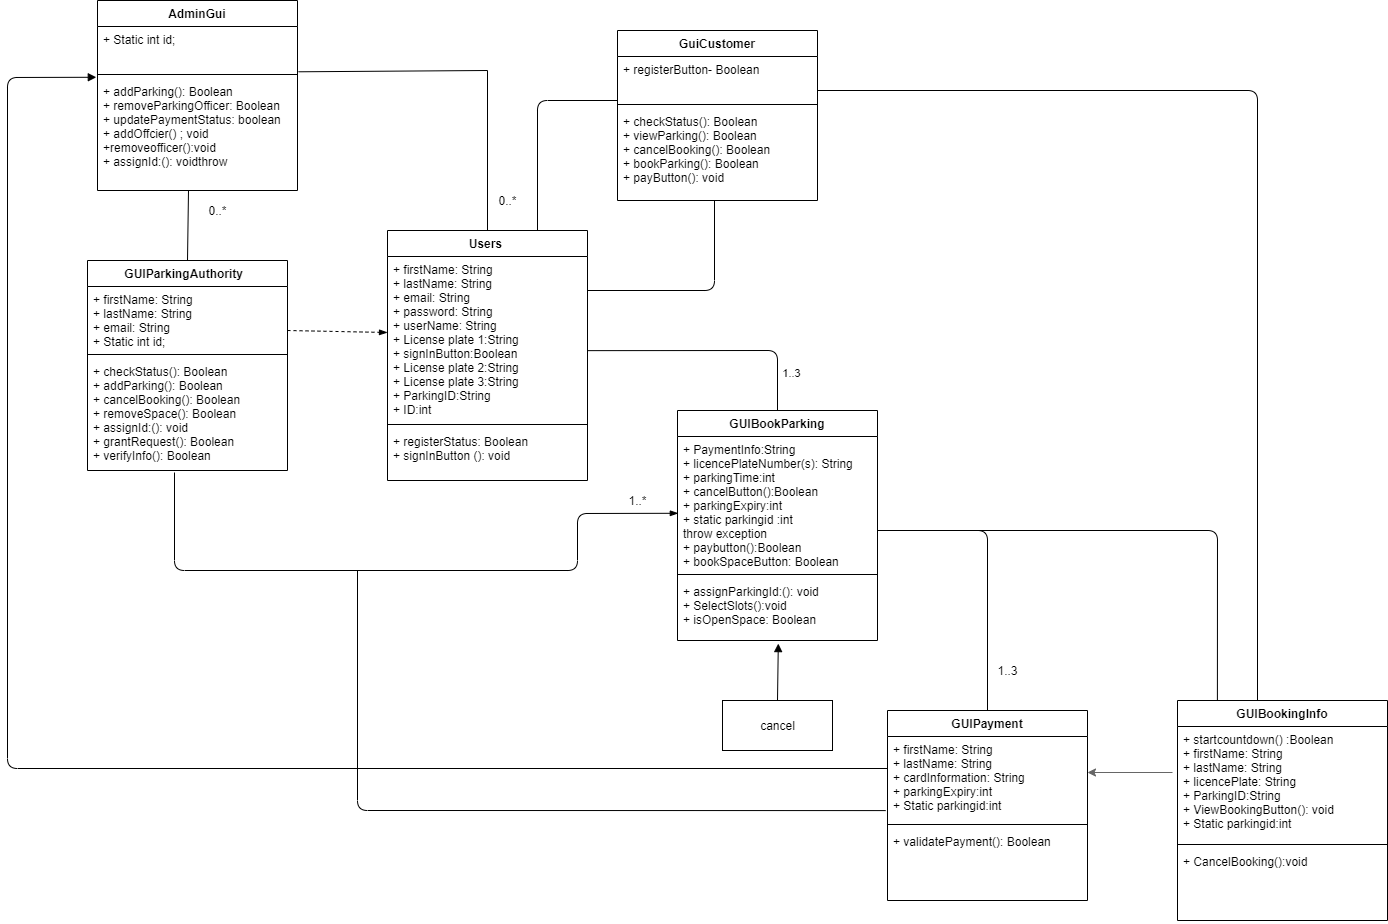 AdminGui
+ Static int id;
+ addParking(): Boolean
+ removeParkingOfficer: Boolean
+ updatePaymentStatus: boolean
+ addOffcier() ; void
+removeofficer():void
+ assignId:(): voidthrow
0..*
GuiCustomer
+ registerButton- Boolean
+ checkStatus(): Boolean
+ viewParking(): Boolean
+ cancelBooking(): Boolean
+ bookParking(): Boolean
+ payButton(): void
0..*
GUIParkingAuthority
+ firstName: String
+ lastName: String
+ email: String
+ Static int id;
+ checkStatus(): Boolean
+ addParking(): Boolean
+ cancelBooking(): Boolean
+ removeSpace(): Boolean
+ assignId:(): void
+ grantRequest(): Boolean
+ verifyInfo(): Boolean
Users
+ firstName: String
+ lastName: String
+ email: String
+ password: String
+ userName: String
+ License plate 1:String
+ signInButton:Boolean
+ License plate 2:String
+ License plate 3:String
+ ParkingID:String
+ ID:int
+ registerStatus: Boolean
+ signInButton (): void
1..3
1..*
GUIBookParking
+ PaymentInfo:String
+ licencePlateNumber(s): String
+ parkingTime:int
+ cancelButton():Boolean
+ parkingExpiry:int
+ static parkingid :int
throw exception
+ paybutton():Boolean
+ bookSpaceButton: Boolean
+ assignParkingId:(): void
+ SelectSlots():void
+ isOpenSpace: Boolean
cancel
1..3
GUIPayment
+ firstName: String
+ lastName: String
+ cardInformation: String
+ parkingExpiry:int
+ Static parkingid:int
+ validatePayment(): Boolean
GUIBookingInfo
+ startcountdown() :Boolean
+ firstName: String
+ lastName: String
+ licencePlate: String
+ ParkingID:String
+ ViewBookingButton(): void
+ Static parkingid:int
+ CancelBooking():void